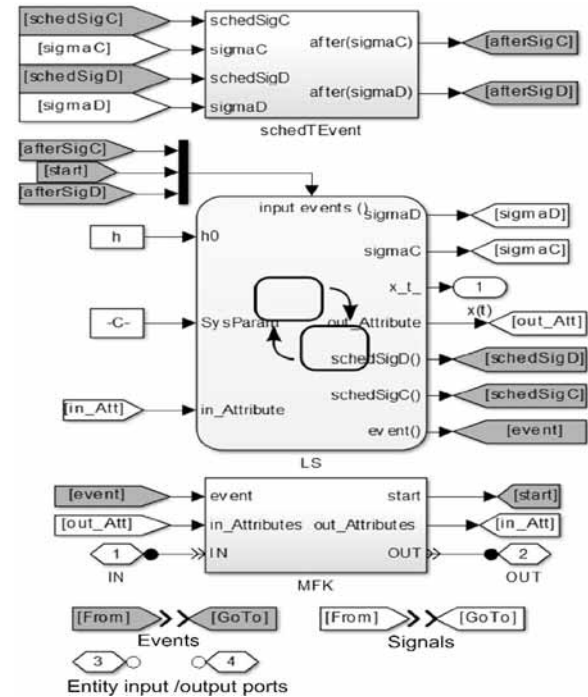 [schedSigC]
schedSigC
[sigmaC]
sigmaC
after(sigmaC)
[afterSigC]
[schedSigD]
schedSigD
[sigmaD]
sigmaD
after(sigmaD)
[afterSigD]
schedTEvent
[afterSigC]
[start]
[afterSigD]
input events ()
sigmaD
[sigmaD]
h
h0
sigmaC
[sigmaC]
x_t_
1
x(t)
-C-
SysParam
out_Attribute
[out_Att]
schedSigD()
[schedSigD]
schedSigC()
[schedSigC]
[in_Att]
in_Attribute
event()
[event]
LS
[event]
event
start
[start]
[out_Att]
in_Attributes
out_Attributes
[in_Att]
1
IN
OUT
2
IN
MFK
OUT
[From]
[GoTo]
[From]
[GoTo]
Events
Signals
3
4
Entity input /output ports